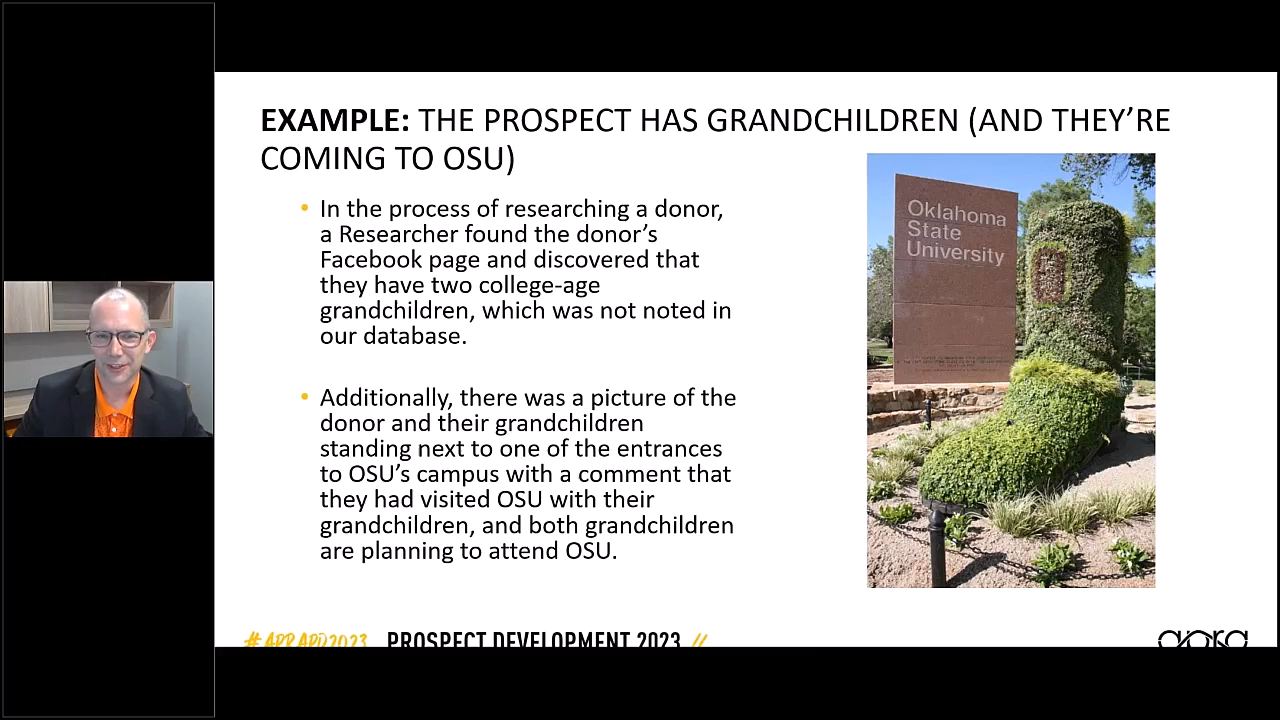 EXAMPLE: THE PROSPECT HAS GRANDCHILDREN (AND THEY’RE
COMING TO OSU)
• In the process of researching a donor,
a Researcher found the donor’s
Facebook page and discovered that
they have two college-age
grandchildren, which was not noted in
our database.
• Additionally, there was a picture of the
donor and their grandchildren
standing next to one of the entrances
to OSU’s campus with a comment that
they had visited OSU with their
grandchildren, and both grandchildren
are planning to attend OSU.
Oklahoma
State
University
#APRAPD2023 PROSPECT DEVELOPMENT 2023 //
apra